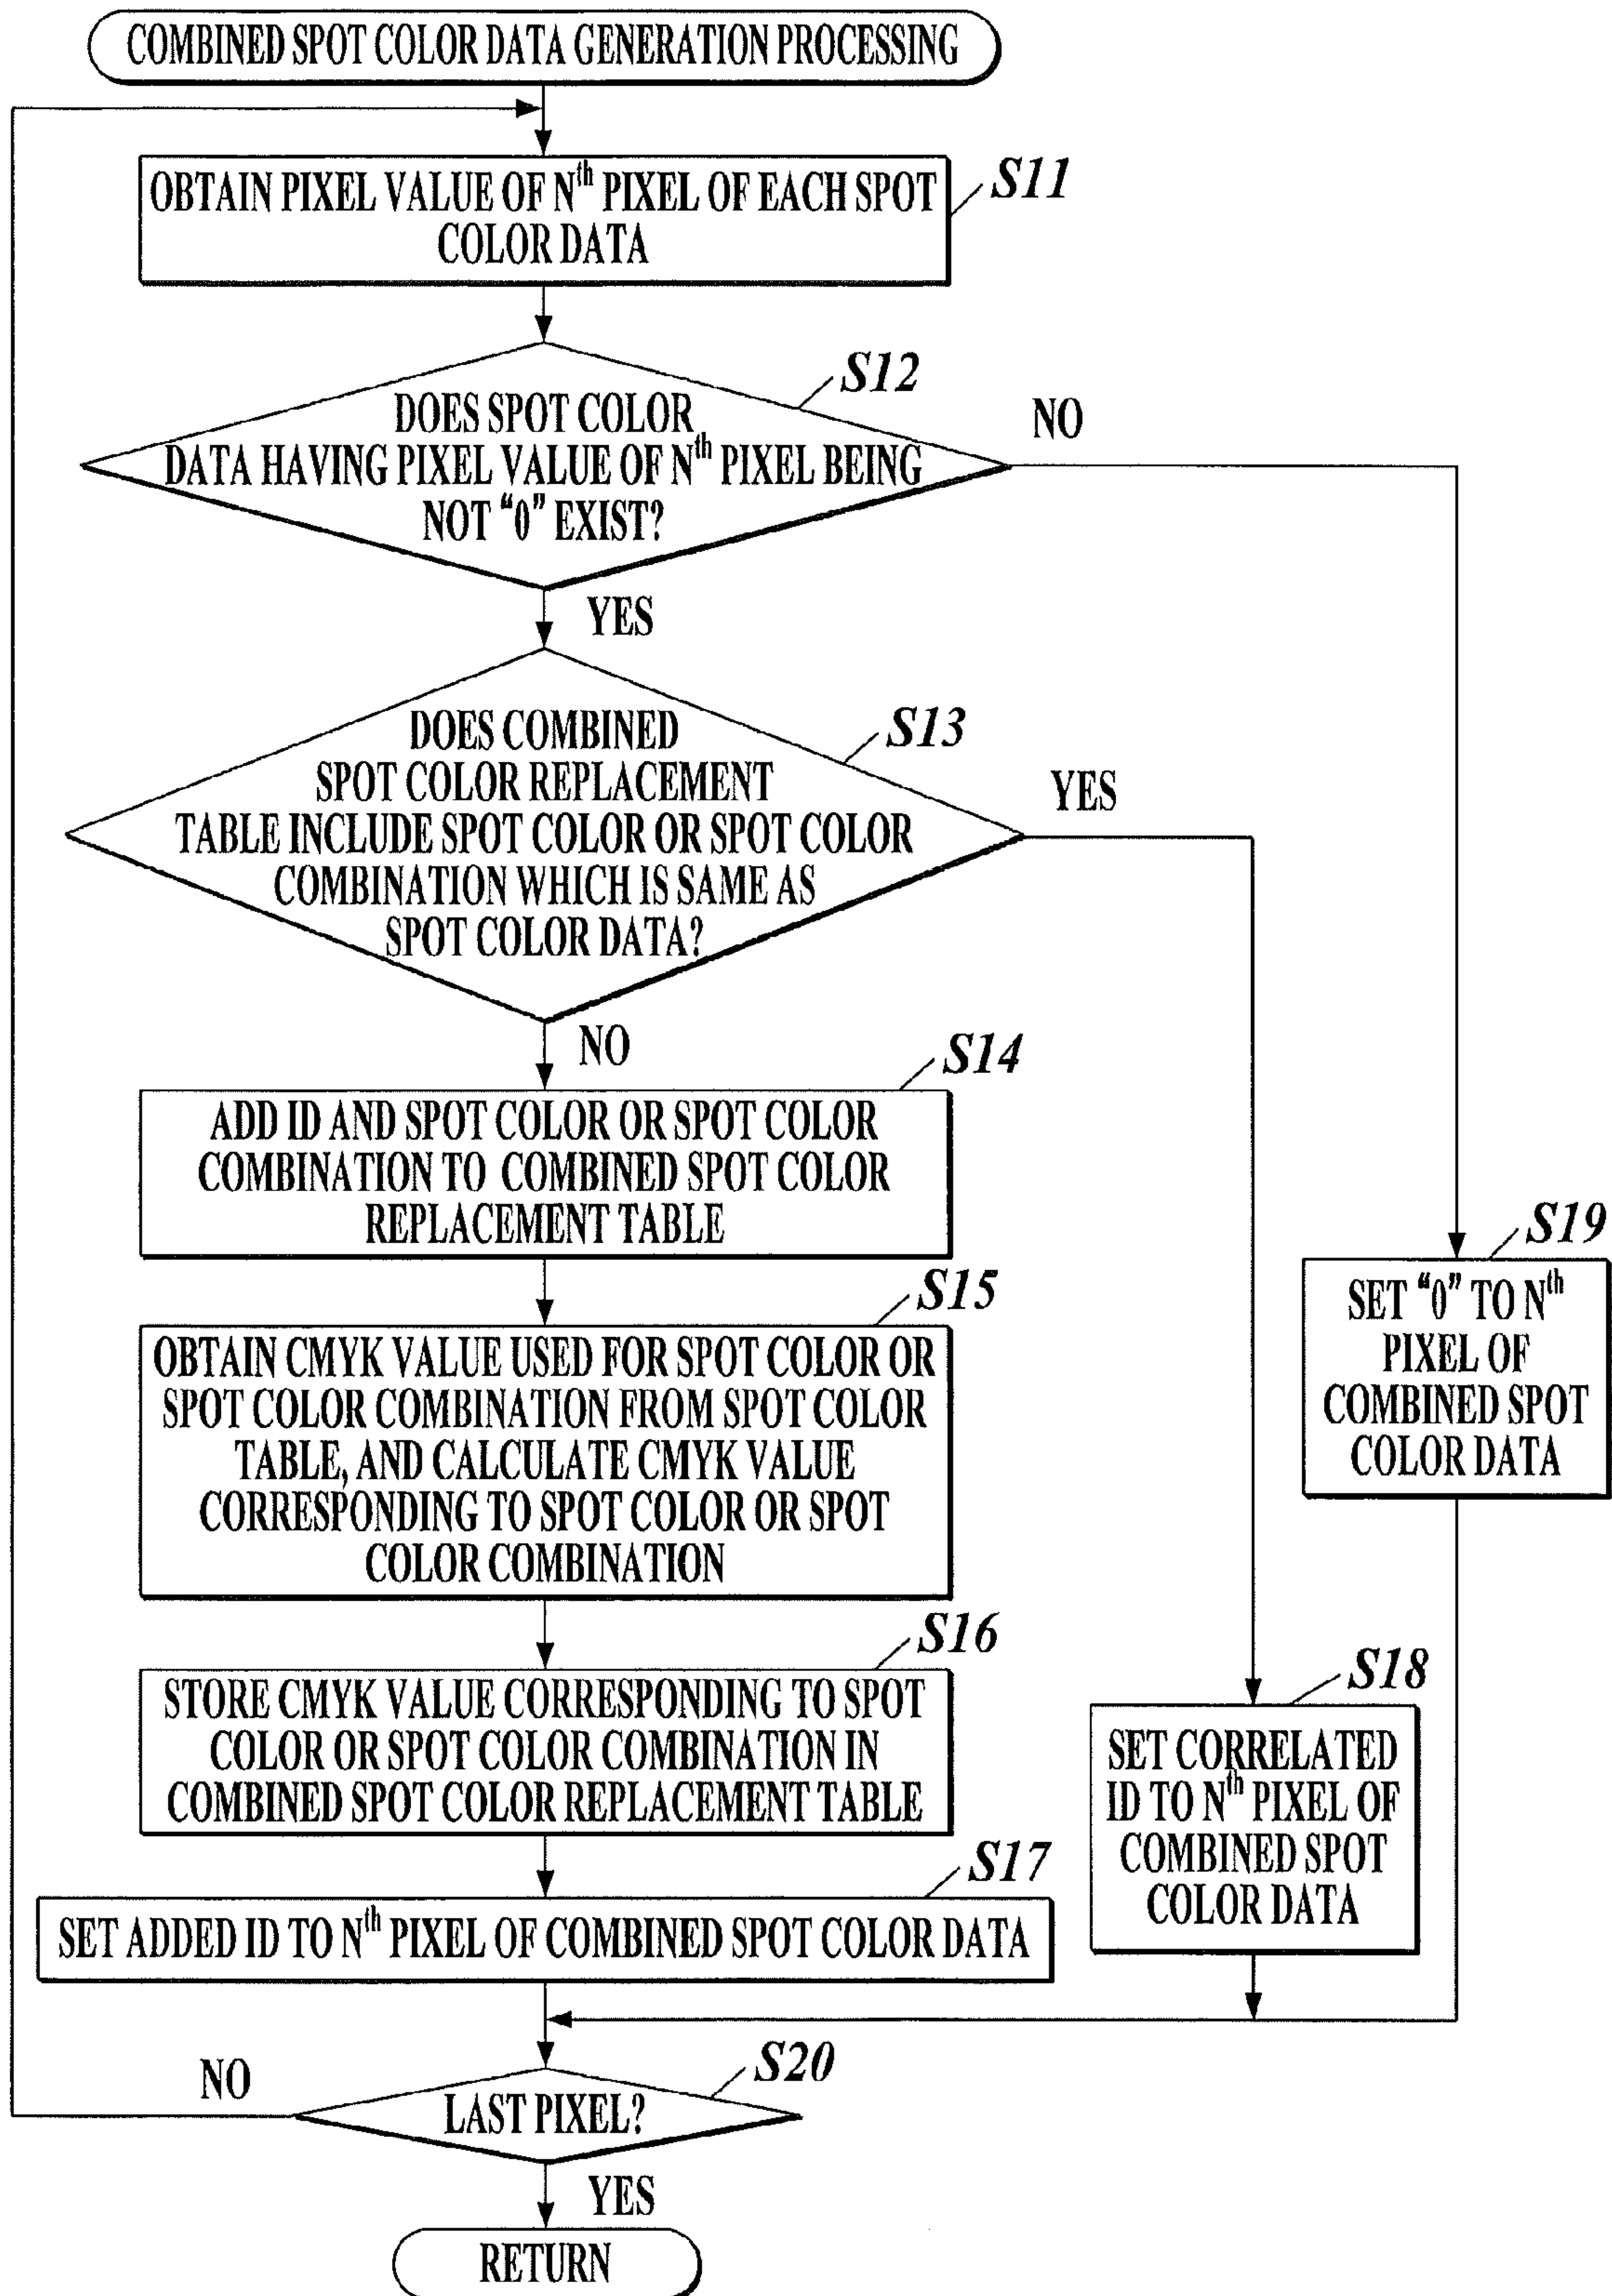 COMBINED SPOT COLOR DATA GENERATION PROCESSING
OBTAIN PIXEL VALUE OF Nth PIXEL OF EACH SPOT
COLOR DATA
S11
DOES SPOT COLOR
DATA HAVING PIXEL VALUE OF Nth PIXEL BEING
NOT “0” EXIST?
S12
NO
YES
DOES COMBINED
SPOT COLOR REPLACEMENT
TABLE INCLUDE SPOT COLOR OR SPOT COLOR
COMBINATION WHICH IS SAME AS
SPOT COLOR DATA?
S13
YES
NO
S14
ADD ID AND SPOT COLOR OR SPOT COLOR
COMBINATION TO COMBINED SPOT COLOR
REPLACEMENT TABLE
S15
OBTAIN CMYK VALUE USED FOR SPOT COLOR OR
SPOT COLOR COMBINATION FROM SPOT COLOR
TABLE, AND CALCULATE CMYK VALUE
CORRESPONDING TO SPOT COLOR OR SPOT
COLOR COMBINATION
S16
STORE CMYK VALUE CORRESPONDING TO SPOT
COLOR OR SPOT COLOR COMBINATION IN
COMBINED SPOT COLOR REPLACEMENT TABLE
S17
SET ADDED ID TO Nth PIXEL OF COMBINED SPOT COLOR DATA
S18
SET CORRELATED
ID TO Nth PIXEL OF
COMBINED SPOT
COLOR DATA
S19
SET “0” TO Nth
PIXEL OF
COMBINED SPOT
COLOR DATA
S20
NO
LAST PIXEL?
YES
RETURN